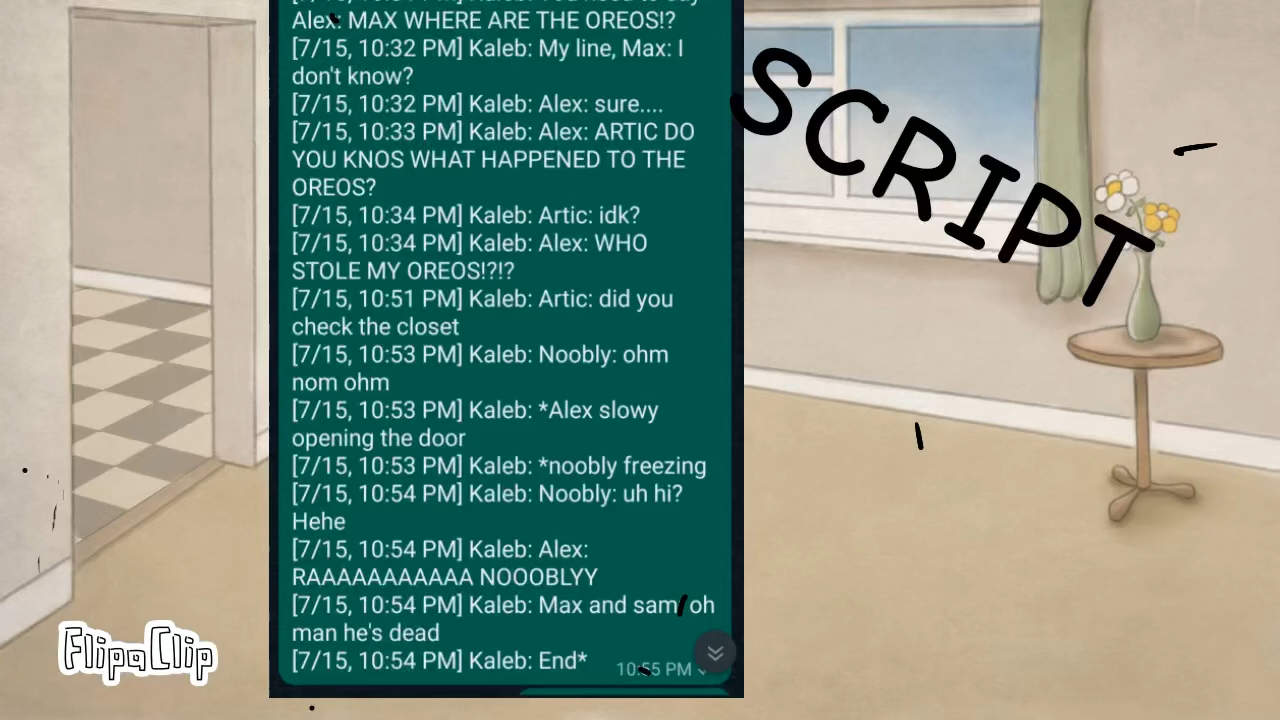 Alex: MAX WHERE ARE THE OREOS!?
[7/15, 10:32 PM] Kaleb: My line, Max: I
don't know?
[7/15, 10:32 PM] Kaleb: Alex: sure....
[7/15, 10:33 PM] Kaleb: Alex: ARTIC DO
YOU KNOS WHAT HAPPENED TO THE
OREOS?
[7/15, 10:34 PM] Kaleb: Artic: idk?
[7/15, 10:34 PM] Kaleb: Alex: WHO
STOLE MY OREOS!?!?
[7/15, 10:51 PM] Kaleb: Artic: did you
check the closet
[7/15, 10:53 PM] Kaleb: Noobly: ohm
nom ohm
[7/15, 10:53 PM] Kaleb: *Alex slowy
opening the door
[7/15, 10:53 PM] Kaleb: *noobly freezing
[7/15, 10:54 PM] Kaleb: Noobly: uh hi?
Hehe
[7/15, 10:54 PM] Kaleb: Alex:
RAAAAAAAAAAA NOOOBLYY
[7/15, 10:54 PM] Kaleb: Max and sam/ oh
man he's dead
[7/15, 10:54 PM] Kaleb: End*
10:55 PM
SCRIPT
FlipaClip